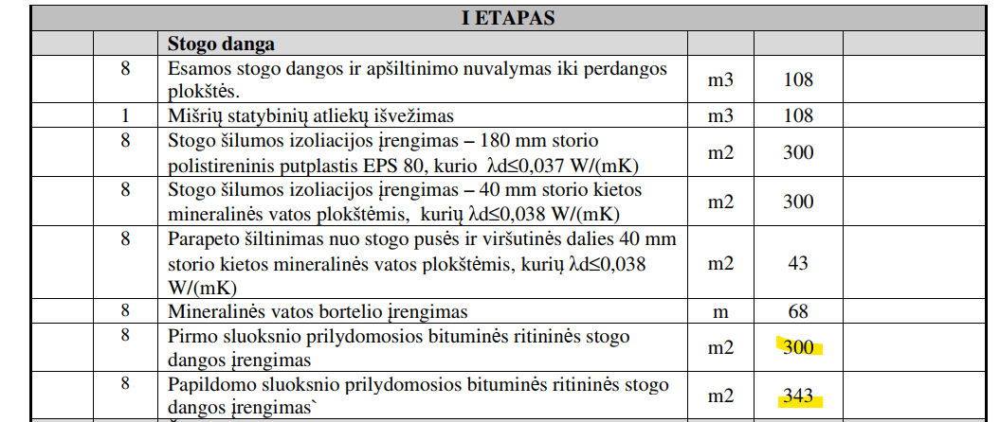 I ETAPAS
Stogo danga
8 Esamos stogo dangos ir apšiltinimo nuvalymas iki perdangos
plokštės. m3 108
1 Mišrių statybinių atliekų išvežimas m3 108
8 Stogo šilumos izoliacijos įrengimas – 180 mm storio
polistireninis putplastis EPS 80, kurio λd≤0,037 W/(mK) m2 300
8 Stogo šilumos izoliacijos įrengimas – 40 mm storio kietos
mineralinės vatos plokštėmis, kurių λd≤0,038 W/(mK) m2 300
8 Parapeto šiltinimas nuo stogo pusės ir viršutinės dalies 40 mm
storio kietos mineralinės vatos plokštėmis, kurių λd≤0,038
W/(mK) m2 43
8 Mineralinės vatos bortelio įrengimas m 68
8 Pirmo sluoksnio prilydomosios bituminės ritininės stogo
dangos įrengimas m2 300
8 Papildomo sluoksnio prilydomosios bituminės ritininės stogo
dangos įrengimas` m2 343